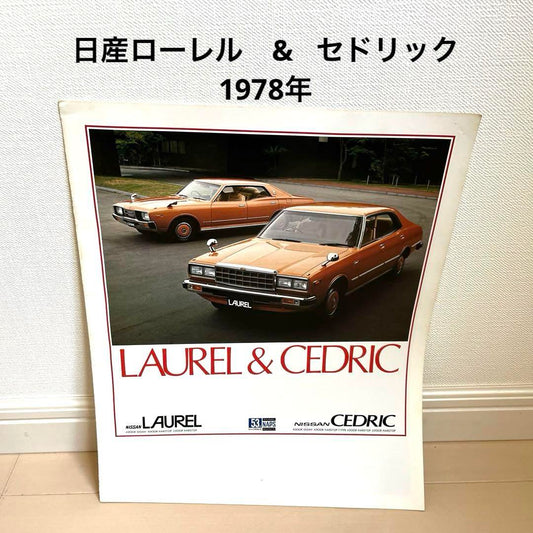 日産ローレル & セドリック
1978年
LAUREL
LAUREL & CEDRIC
NISSAN LAUREL
53
NAPS
NISSAN CEDRIC